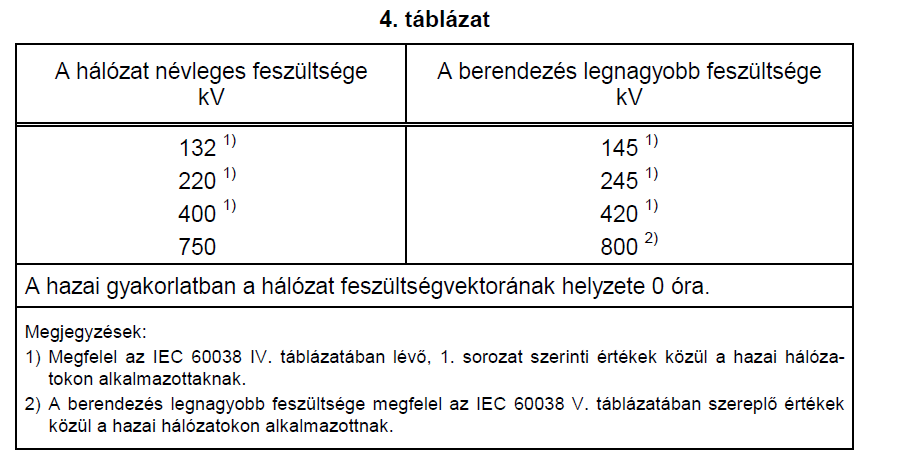 4. táblázat
A hálózat névleges feszültsége
kV
A berendezés legnagyobb feszültsége
kV
132 1)
145 1)
220 1)
245 1)
400 1)
420 1)
750
800 2)
A hazai gyakorlatban a hálózat feszültségvektorának helyzete 0 óra.
Megjegyzések:
1) Megfelel az IEC 60038 IV. táblázatában lévő, 1. sorozat szerinti értékek közül a hazai hálóza-
tokon alkalmazottaknak.
2) A berendezés legnagyobb feszültsége megfelel az IEC 60038 V. táblázatában szereplő értékek
közül a hazai hálózatokon alkalmazottnak.